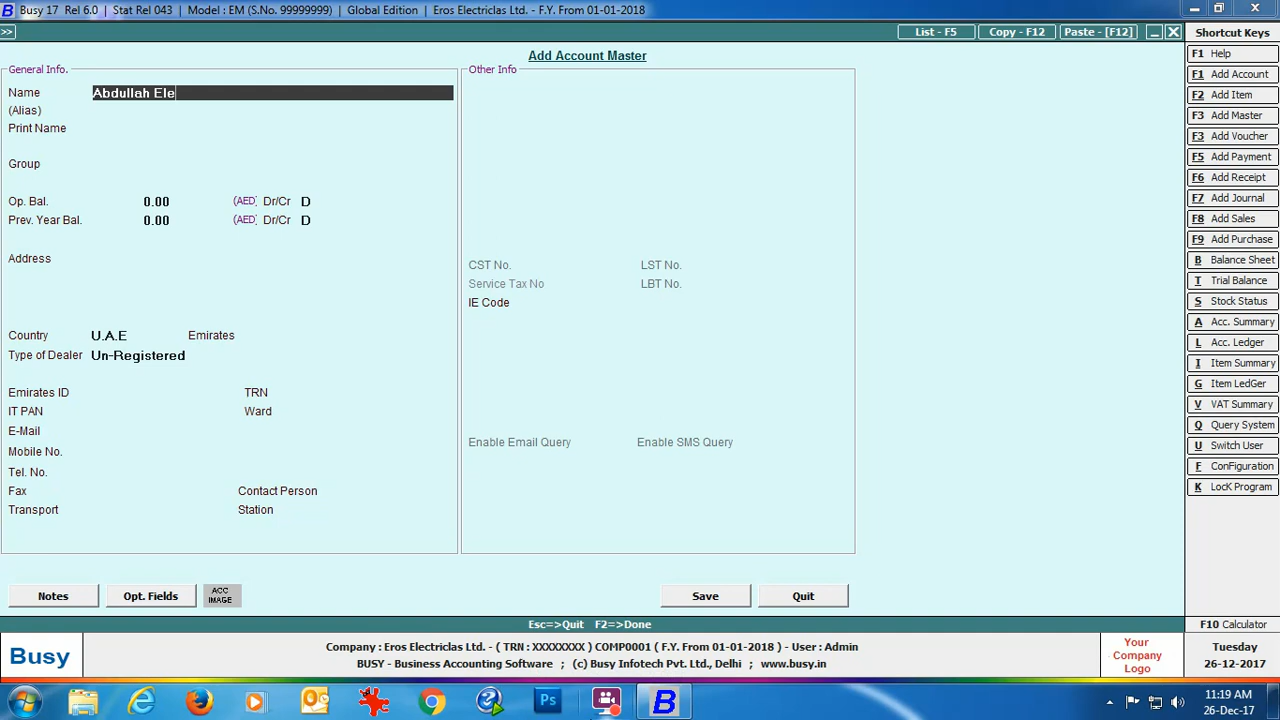 Busy 17 Rel 6.0 | Stat Rel 043 | Model : EM (S.No. 99999999) | Global Edition | Eros Electriclas Ltd. - F.Y. From 01-01-2018
>> List - F5 Copy - F12 Paste - [F12]
Shortcut Keys
Add Account Master
General Info.
Name Abdullah Ele
(Alias)
Print Name
Group
Op. Bal. 0.00 (AED) Dr/Cr D
Prev. Year Bal. 0.00 (AED) Dr/Cr D
Address
Country U.A.E Emirates
Type of Dealer Un-Registered
Emirates ID TRN
IT PAN Ward
E-Mail
Mobile No.
Tel. No.
Fax Contact Person
Transport Station
Other Info
CST No. LST No.
Service Tax No LBT No.
IE Code
Enable Email Query Enable SMS Query
Notes Opt. Fields ACC IMAGE Save Quit
Esc=>Quit F2=>Done
F1 Help
F1 Add Account
F2 Add Item
F3 Add Master
F3 Add Voucher
F5 Add Payment
F6 Add Receipt
F7 Add Journal
F8 Add Sales
F9 Add Purchase
B Balance Sheet
T Trial Balance
S Stock Status
A Acc. Summary
L Acc. Ledger
I Item Summary
G Item LedGer
V VAT Summary
Q Query System
U Switch User
F ConFiguration
K LocK Program
F10 Calculator
Busy
Company : Eros Electriclas Ltd. - ( TRN : XXXXXXXX ) COMP0001 ( F.Y. From 01-01-2018 ) - User : Admin
BUSY - Business Accounting Software ; (c) Busy Infotech Pvt. Ltd., Delhi ; www.busy.in
Your
Company
Logo
Tuesday
26-12-2017
11:19 AM
26-Dec-17